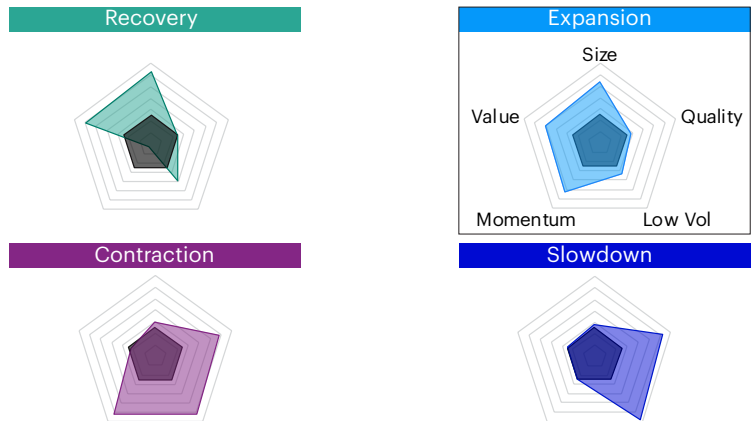 Recovery
Expansion
Size
Value
Quality
Momentum
Low Vol
Contraction
Slowdown